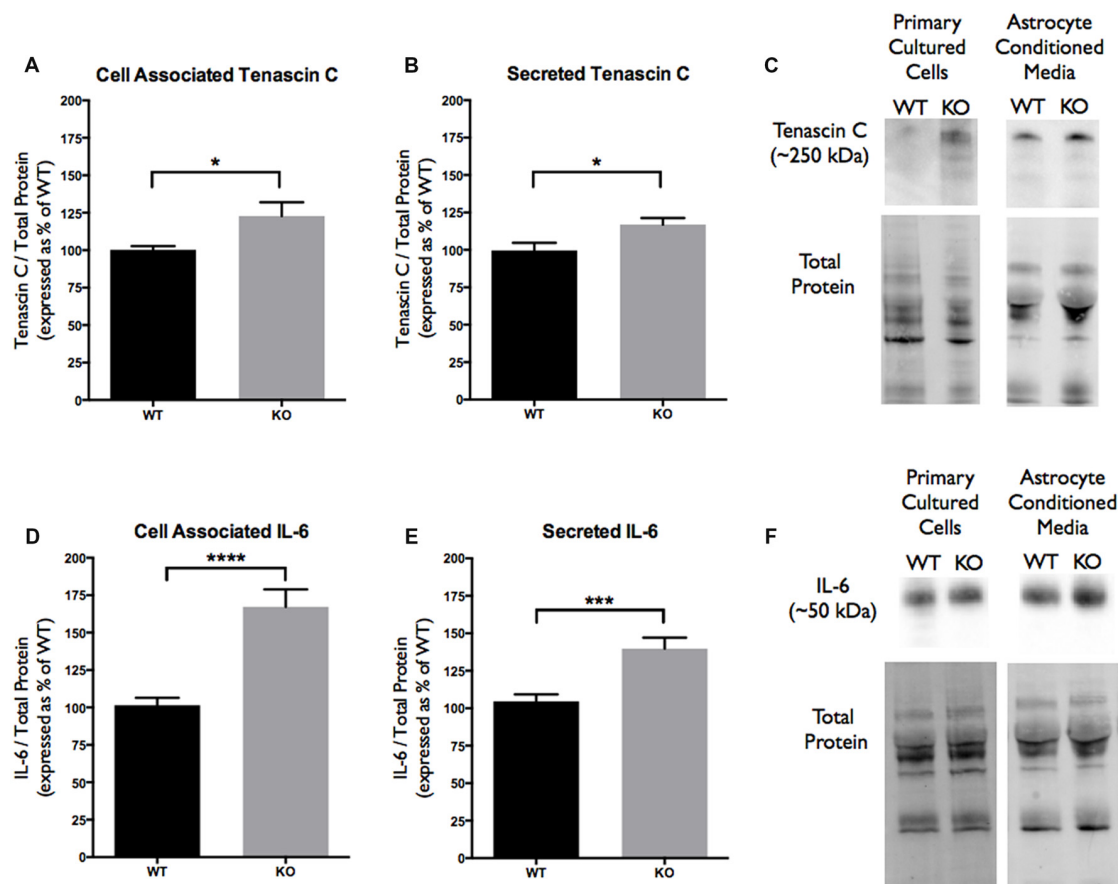 A
Cell Associated Tenascin C
Tenascin C / Total Protein
(expressed as % of WT)
200
175
150
125
100
75
50
25
0
*
WT
KO
B
Secreted Tenascin C
Tenascin C / Total Protein
(expressed as % of WT)
200
175
150
125
100
75
50
25
0
*
WT
KO
C
Primary
Cultured
Cells
WT KO
Astrocyte
Conditioned
Media
WT KO
Tenascin C
(~250 kDa)
Total
Protein
D
Cell Associated IL-6
IL-6 / Total Protein
(expressed as % of WT)
200
175
150
125
100
75
50
25
0
****
WT
KO
E
Secreted IL-6
IL-6 / Total Protein
(expressed as % of WT)
200
175
150
125
100
75
50
25
0
***
WT
KO
F
Primary
Cultured
Cells
WT KO
Astrocyte
Conditioned
Media
WT KO
IL-6
(~50 kDa)
Total
Protein